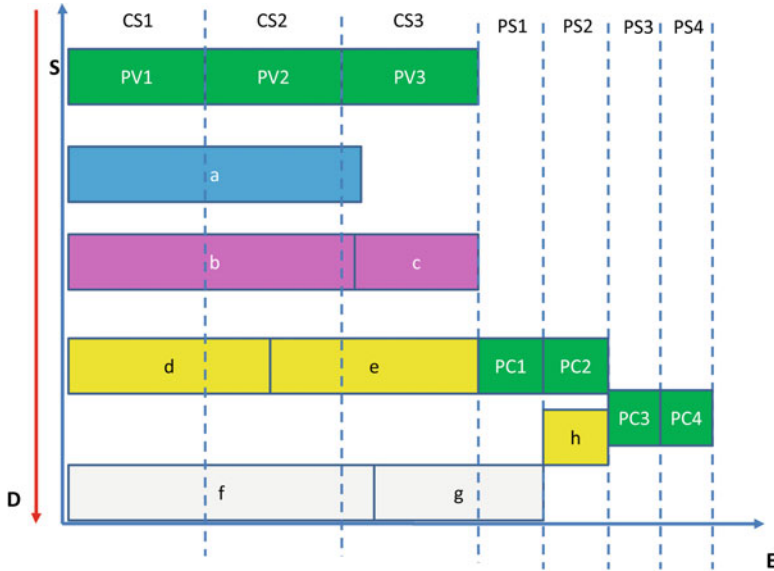 CS1 CS2 CS3 PS1 PS2 PS3 PS4
S
PV1 PV2 PV3
a
b c
d e PC1 PC2
PC3 PC4
h
f g
D
E